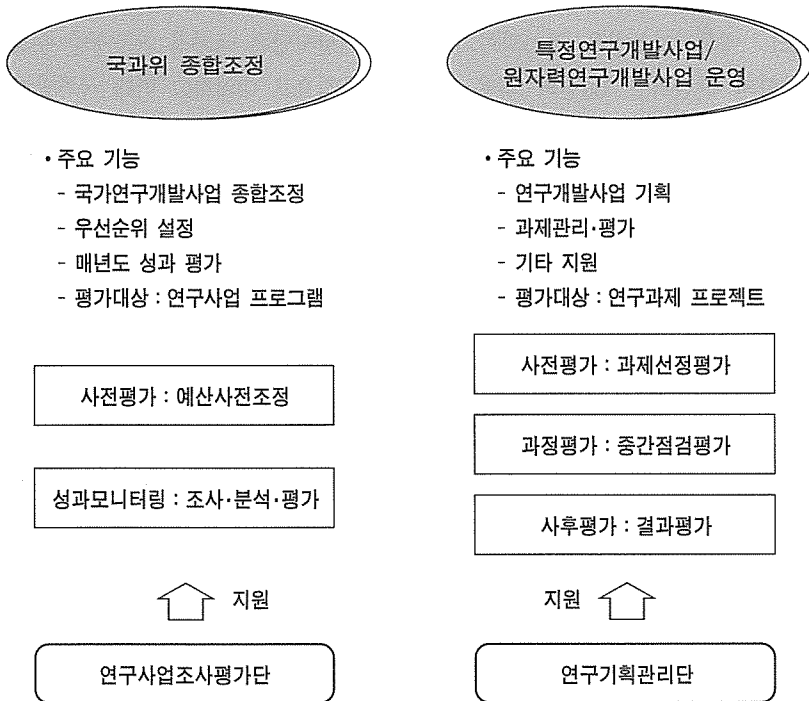 국과위 종합조정
• 주요 기능
- 국가연구개발사업 종합조정
- 우선순위 설정
- 매년도 성과 평가
- 평가대상 : 연구사업 프로그램
사전평가 : 예산사전조정
성과모니터링 : 조사·분석·평가
지원
연구사업조사평가단
특정연구개발사업/
원자력연구개발사업 운영
• 주요 기능
- 연구개발사업 기획
- 과제관리·평가
- 기타 지원
- 평가대상 : 연구과제 프로젝트
사전평가 : 과제선정평가
과정평가 : 중간점검평가
사후평가 : 결과평가
지원
연구기획관리단